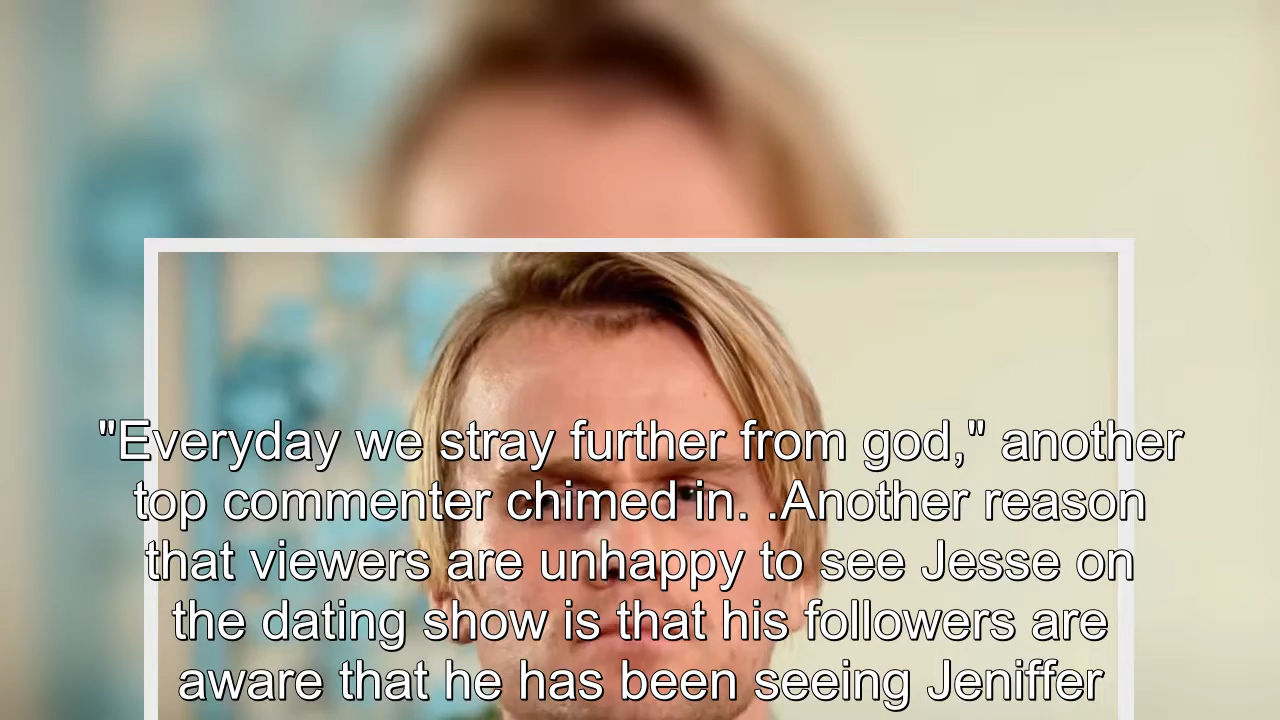 "Everyday we stray further from god," another
top commenter chimed in. .Another reason
that viewers are unhappy to see Jesse on
the dating show is that his followers are
aware that he has been seeing Jeniffer